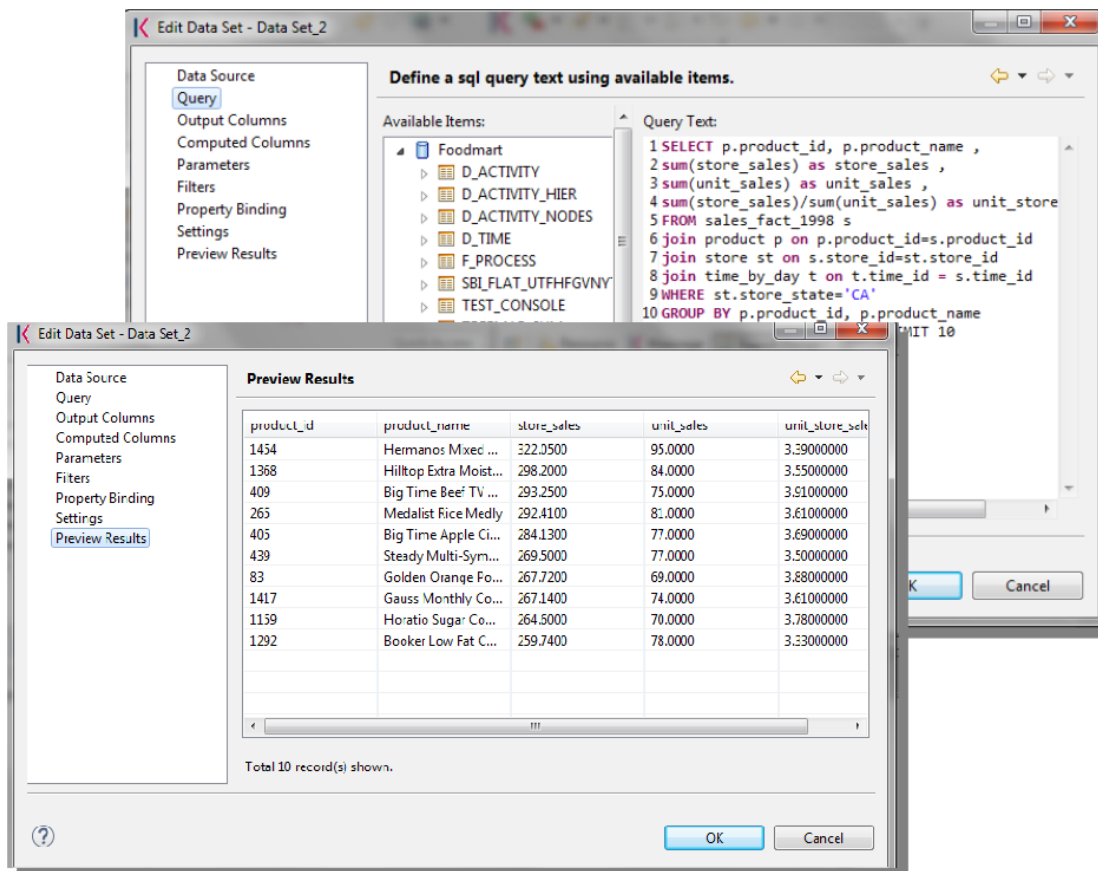 Edit Data Set - Data Set_2
Data Source
Query
Output Columns
Computed Columns
Parameters
Filters
Property Binding
Settings
Preview Results
Define a sql query text using available items.
Available Items:
Foodmart
D_ACTIVITY
D_ACTIVITY_HIER
D_ACTIVITY_NODES
D_TIME
F_PROCESS
SBI_FLAT_UTFHFGVNY
TEST_CONSOLE
Query Text:
1 SELECT p.product_id, p.product_name ,
2 sum(store_sales) as store_sales ,
3 sum(unit_sales) as unit_sales ,
4 sum(store_sales)/sum(unit_sales) as unit_store
5 FROM sales_fact_1998 s
6 join product p on p.product_id=s.product_id
7 join store st on s.store_id=st.store_id
8 join time_by_day t on t.time_id = s.time_id
9 WHERE st.store_state='CA'
10 GROUP BY p.product_id, p.product_name
MIT 10
K
Cancel
Edit Data Set - Data Set_2
Data Source
Query
Output Columns
Computed Columns
Parameters
Filters
Property Binding
Settings
Preview Results
Preview Results
product_id product_name store_sales unit_sales unit_store_sale
1454 Hermanos Mixed ... 322.0500 95.0000 3.39000000
1368 Hilltop Extra Moist... 298.2000 84.0000 3.55000000
409 Big Time Beef TV ... 293.2500 75.0000 3.91000000
265 Medalist Rice Medly 292.4100 81.0000 3.61000000
405 Big Time Apple Ci... 284.1300 77.0000 3.69000000
439 Steady Multi-Sym... 269.5000 77.0000 3.50000000
83 Golden Orange Po... 267.7200 69.0000 3.88000000
1417 Gauss Monthly Co... 267.1400 74.0000 3.61000000
1159 Horatio Sugar Co... 264.6000 70.0000 3.78000000
1292 Booker Low Fat C... 259.7400 78.0000 3.33000000
Total 10 record(s) shown.
?
OK
Cancel